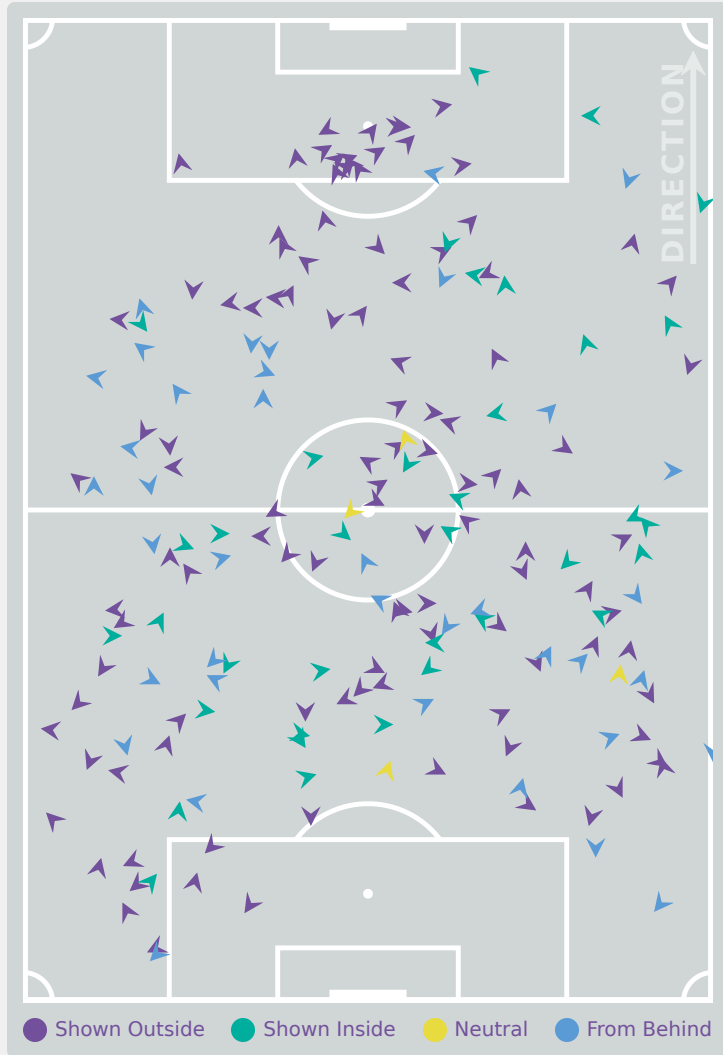 DIRECTION
Shown Outside
Shown Inside
Neutral
From Behind